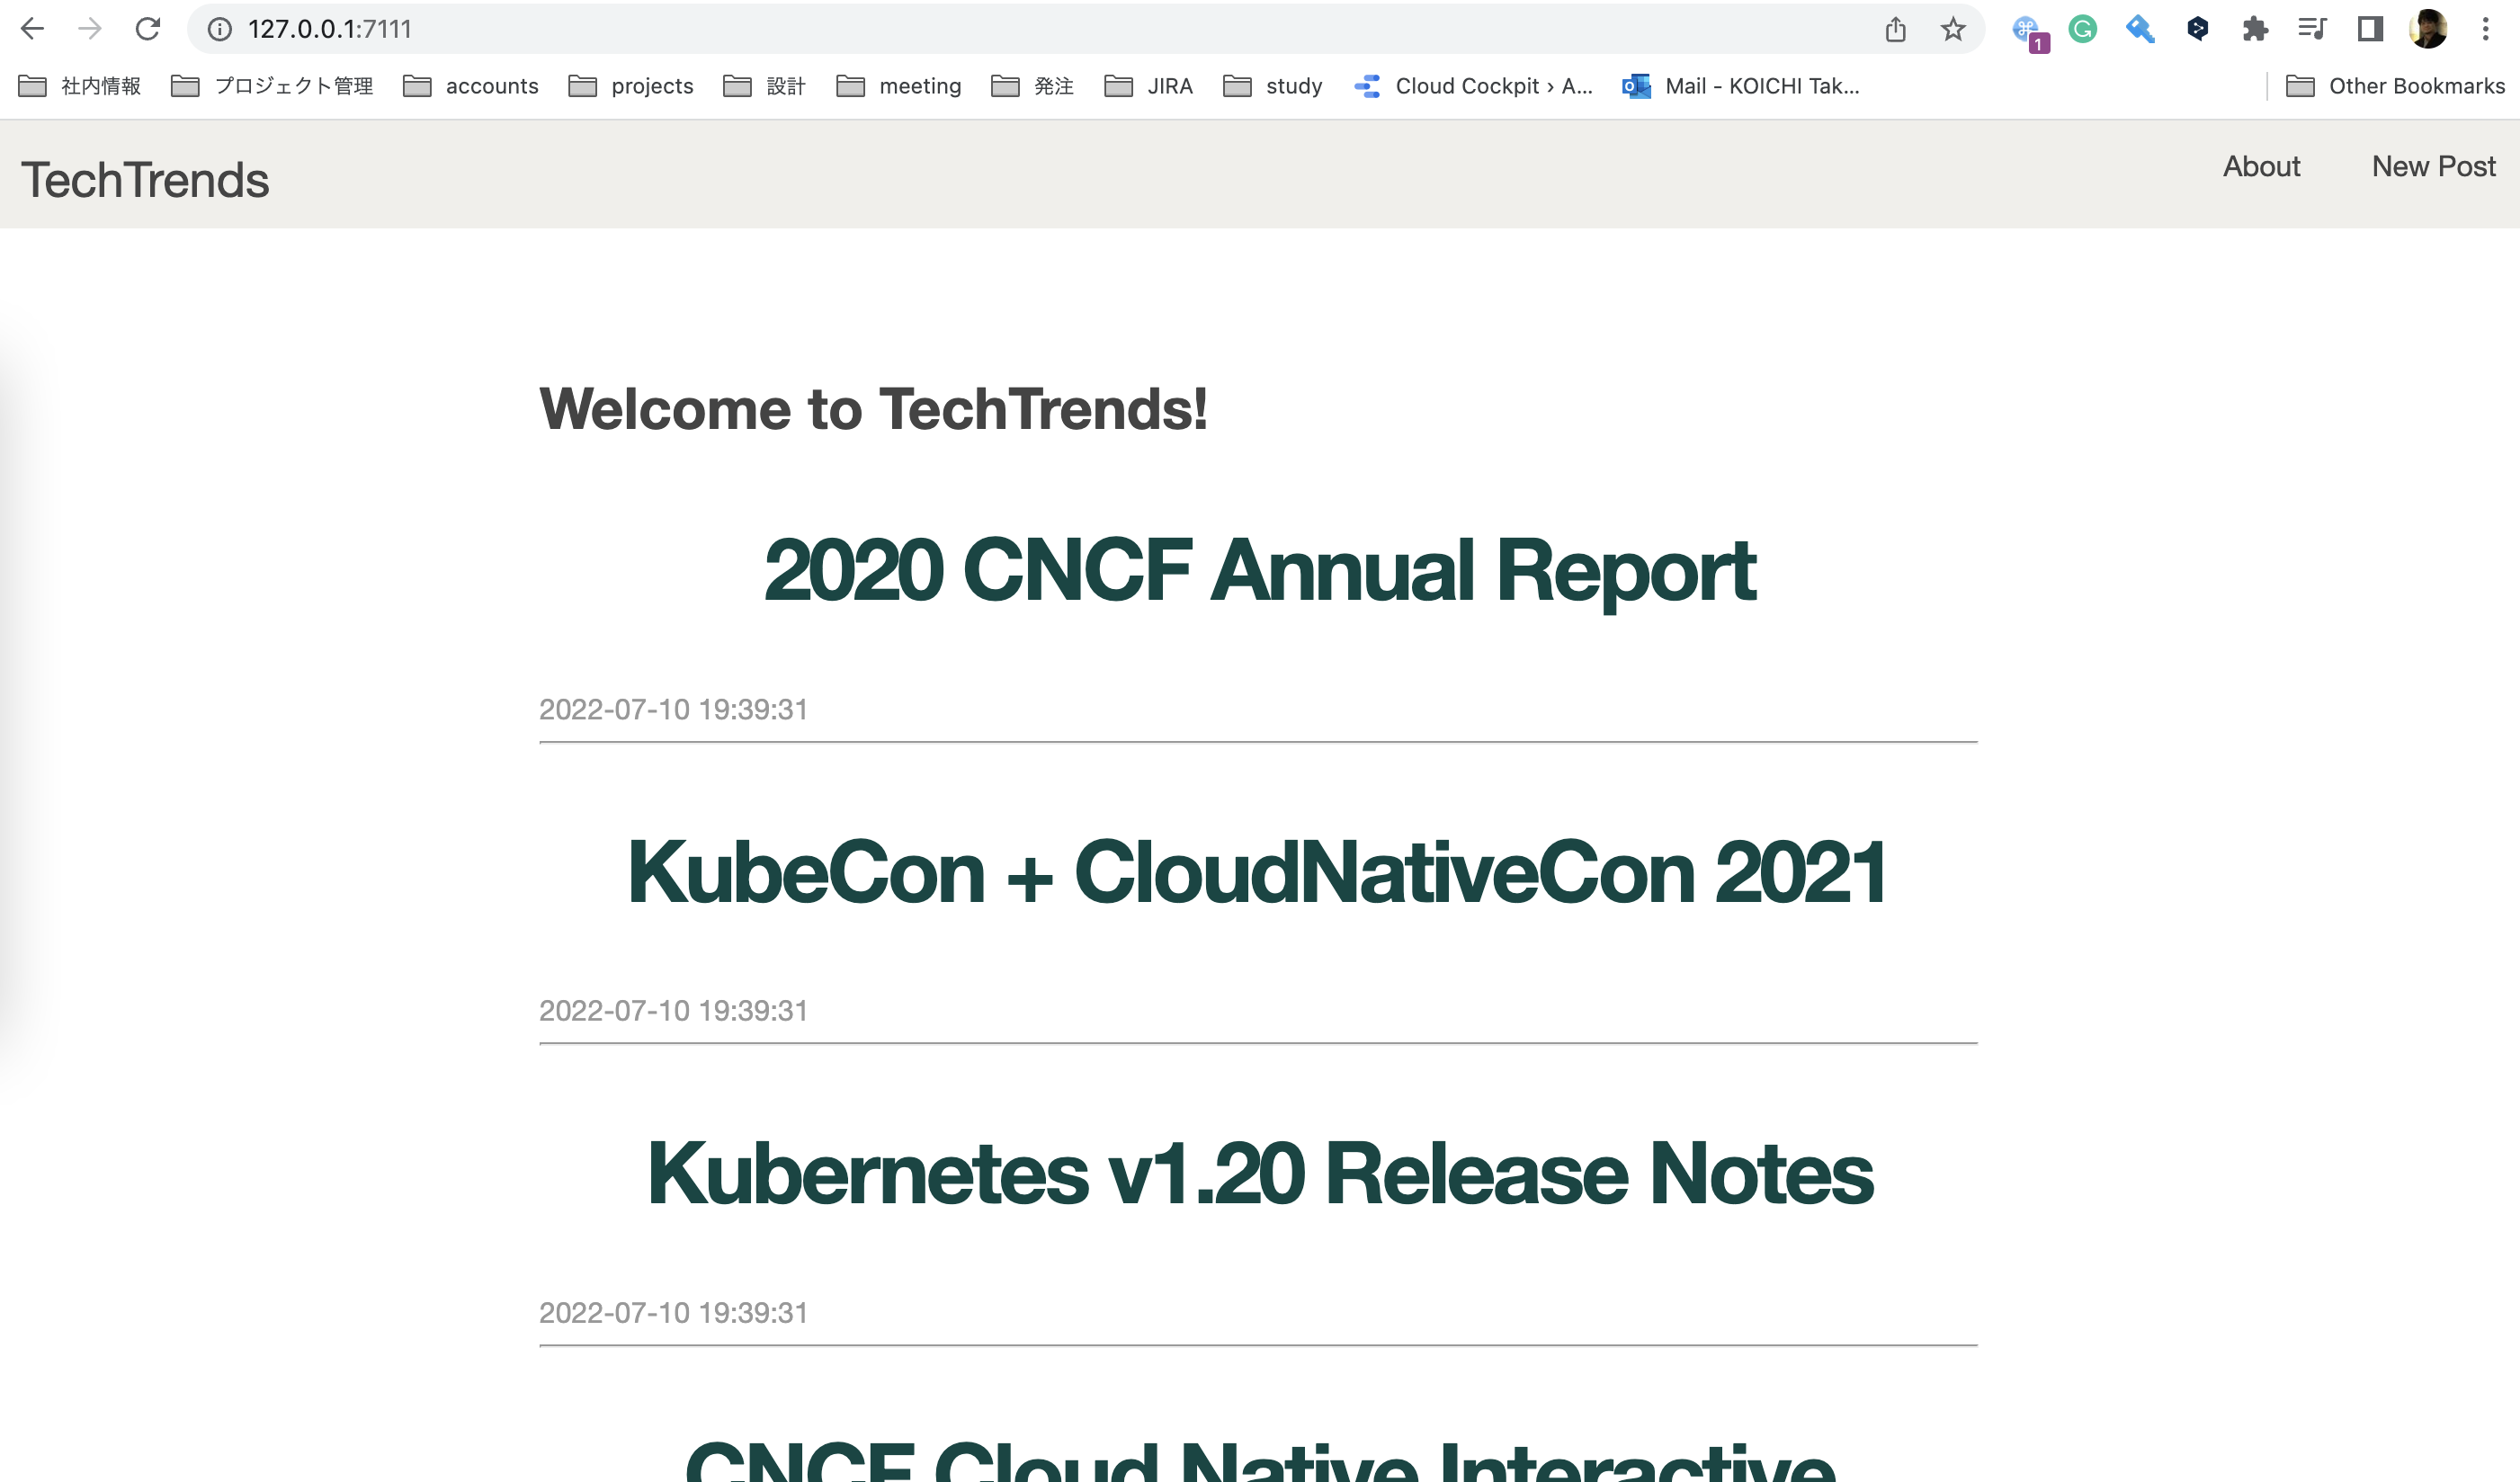 127.0.0.1:7111
1
社内情報 プロジェクト管理 accounts projects 設計 meeting 発注 JIRA study Cloud Cockpit › A... Mail - KOICHI Tak... Other Bookmarks
TechTrends About New Post
Welcome to TechTrends!
2020 CNCF Annual Report
2022-07-10 19:39:31
KubeCon + CloudNativeCon 2021
2022-07-10 19:39:31
Kubernetes v1.20 Release Notes
2022-07-10 19:39:31
CNCF Cloud Native Interactive